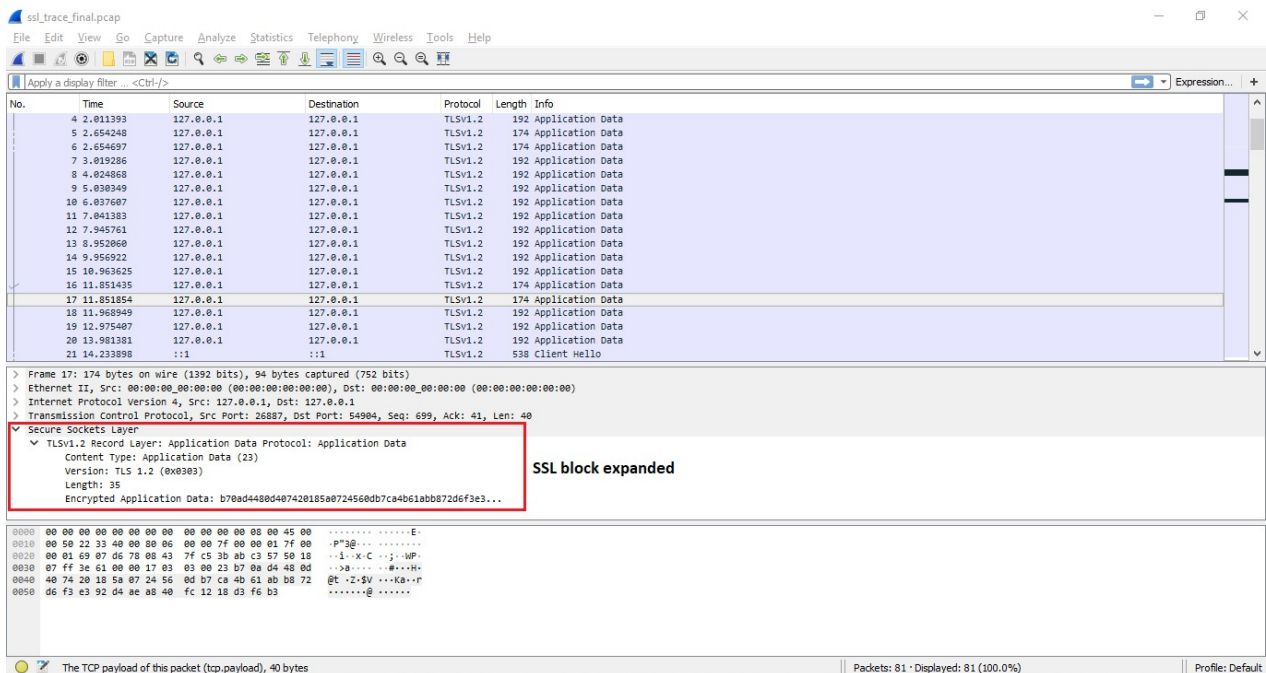 ssl_trace_final.pcap
File Edit View Go Capture Analyze Statistics Telephony Wireless Tools Help
Apply a display filter ... <Ctrl-/> Expression... +
No. Time Source Destination Protocol Length Info
4 2.011393 127.0.0.1 127.0.0.1 TLSv1.2 192 Application Data
5 2.654248 127.0.0.1 127.0.0.1 TLSv1.2 174 Application Data
6 2.654697 127.0.0.1 127.0.0.1 TLSv1.2 174 Application Data
7 3.019286 127.0.0.1 127.0.0.1 TLSv1.2 192 Application Data
8 4.024868 127.0.0.1 127.0.0.1 TLSv1.2 192 Application Data
9 5.030349 127.0.0.1 127.0.0.1 TLSv1.2 192 Application Data
10 6.037607 127.0.0.1 127.0.0.1 TLSv1.2 192 Application Data
11 7.041383 127.0.0.1 127.0.0.1 TLSv1.2 192 Application Data
12 7.945761 127.0.0.1 127.0.0.1 TLSv1.2 192 Application Data
13 8.952060 127.0.0.1 127.0.0.1 TLSv1.2 192 Application Data
14 9.956922 127.0.0.1 127.0.0.1 TLSv1.2 192 Application Data
15 10.963625 127.0.0.1 127.0.0.1 TLSv1.2 192 Application Data
16 11.851435 127.0.0.1 127.0.0.1 TLSv1.2 174 Application Data
17 11.851854 127.0.0.1 127.0.0.1 TLSv1.2 174 Application Data
18 11.968949 127.0.0.1 127.0.0.1 TLSv1.2 192 Application Data
19 12.975407 127.0.0.1 127.0.0.1 TLSv1.2 192 Application Data
20 13.981381 127.0.0.1 127.0.0.1 TLSv1.2 192 Application Data
21 14.233898 ::1 ::1 TLSv1.2 538 Client Hello
Frame 17: 174 bytes on wire (1392 bits), 94 bytes captured (752 bits)
Ethernet II, Src: 00:00:00_00:00:00 (00:00:00:00:00:00), Dst: 00:00:00_00:00:00 (00:00:00:00:00:00)
Internet Protocol Version 4, Src: 127.0.0.1, Dst: 127.0.0.1
Transmission Control Protocol, Src Port: 26887, Dst Port: 54904, Seq: 699, Ack: 41, Len: 40
Secure Sockets Layer
TLSv1.2 Record Layer: Application Data Protocol: Application Data
Content Type: Application Data (23)
Version: TLS 1.2 (0x0303)
Length: 35
Encrypted Application Data: b70ad4480d407420185a0724560db7ca4b61abb872d6f3e3...
SSL block expanded
0000 00 00 00 00 00 00 00 00 00 00 00 00 08 00 45 00 ········ ······E·
0010 00 50 22 33 40 00 80 06 00 00 7f 00 00 01 7f 00 ·P"3@··· ········
0020 00 01 69 07 d6 78 08 43 7f c5 3b ab c3 57 50 18 ··i··x·C ··;··WP·
0030 07 ff 3e 61 00 00 17 03 03 00 23 b7 0a d4 48 0d ··>a···· ··#···H·
0040 40 74 20 18 5a 07 24 56 0d b7 ca 4b 61 ab b8 72 @t ·Z·$V ···Ka··r
0050 d6 f3 e3 92 d4 ae a8 40 fc 12 18 d3 f6 b3 ·······@ ······
The TCP payload of this packet (tcp.payload), 40 bytes Packets: 81 · Displayed: 81 (100.0%) Profile: Default